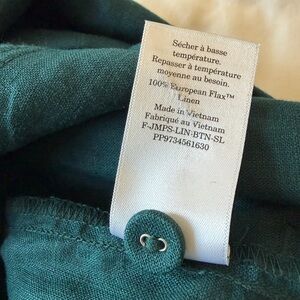 Sécher à basse
température.
Repasser à température
moyenne au besoin.
100% European Flax™
Linen
Made in Vietnam
Fabriqué au Vietnam
F-JMPS-LIN-BTN-SL
PP9734561630